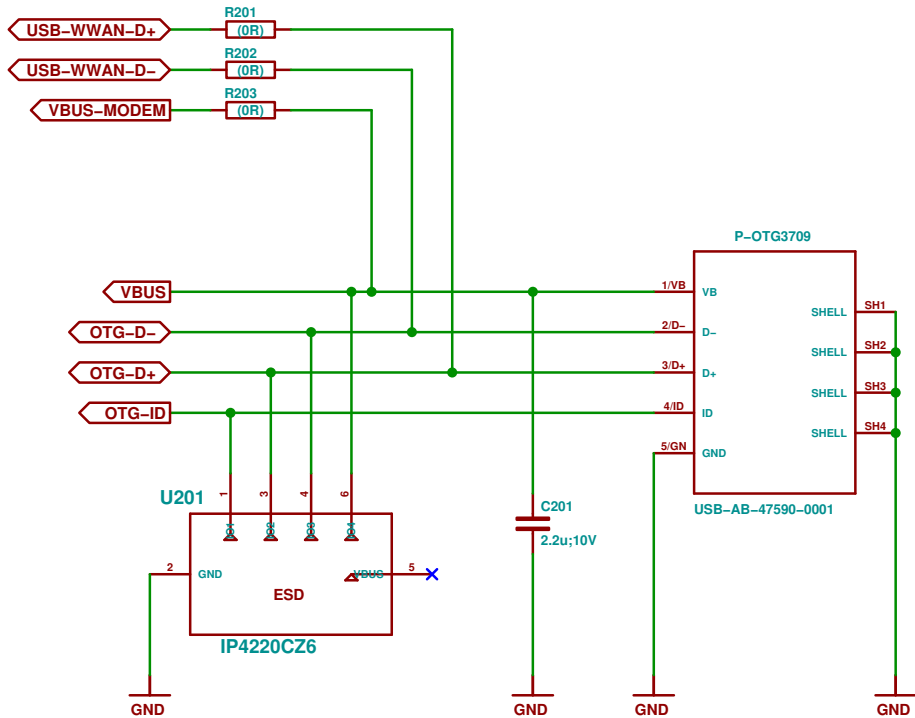 R201
USB-WWAN-D+ (0R)
R202
USB-WWAN-D- (0R)
R203
VBUS-MODEM (0R)
P-OTG3709
VBUS 1/VB VB
SHELL SH1
OTG-D- 2/D- D-
SHELL SH2
OTG-D+ 3/D+ D+
SHELL SH3
OTG-ID 4/ID ID
SHELL SH4
5/GN GND
U201 1 3 4 6
USB-AB-47590-0001
C201
2.2u;10V
2 GND VBUS 5
ESD
IP4220CZ6
GND GND GND GND